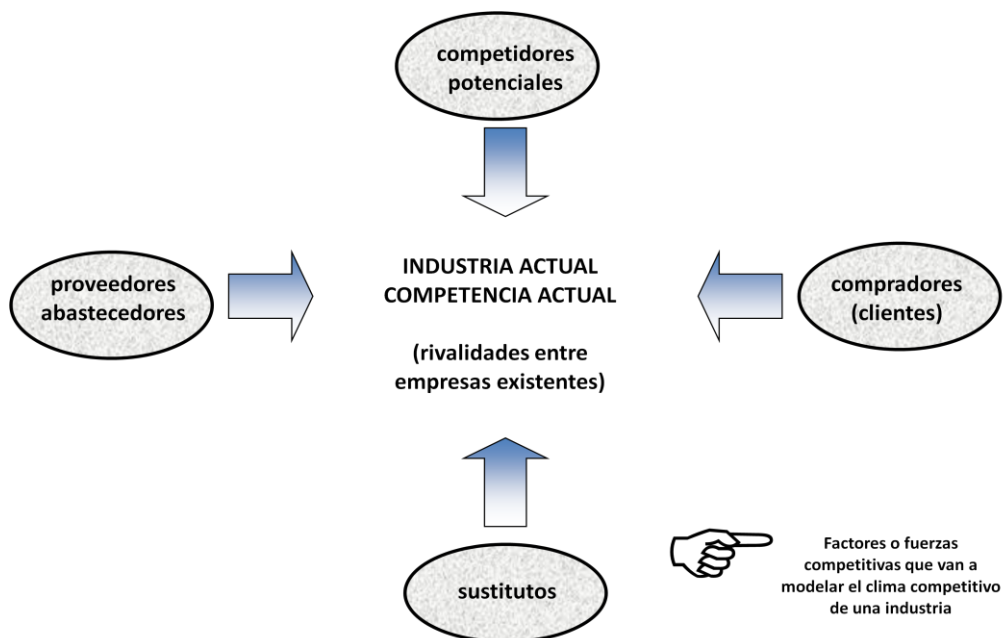 competidores
potenciales
proveedores
abastecedores
INDUSTRIA ACTUAL
COMPETENCIA ACTUAL
(rivalidades entre
empresas existentes)
compradores
(clientes)
sustitutos
Factores o fuerzas
competitivas que van a
modelar el clima competitivo
de una industria